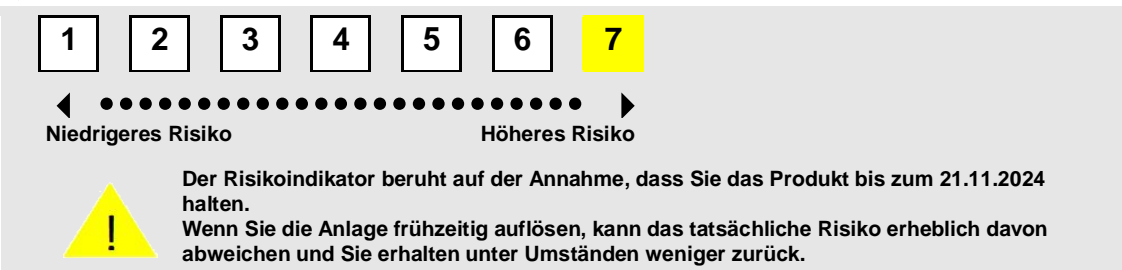 1 2 3 4 5 6 7
Niedrigeres Risiko Höheres Risiko
Der Risikoindikator beruht auf der Annahme, dass Sie das Produkt bis zum 21.11.2024
halten.
Wenn Sie die Anlage frühzeitig auflösen, kann das tatsächliche Risiko erheblich davon
abweichen und Sie erhalten unter Umständen weniger zurück.
!